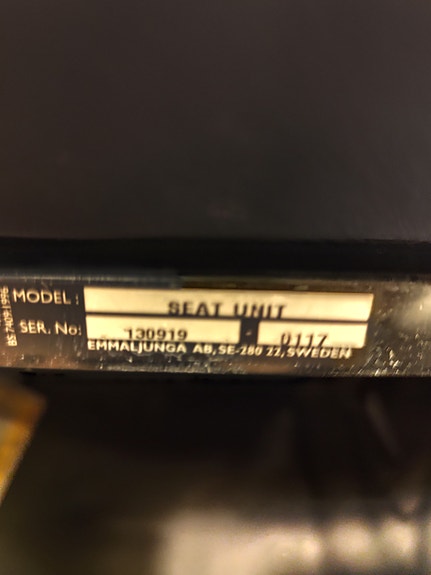 MODEL: SEAT UNIT
SER. No: 130919 - 0117
EMMALJUNGA AB, SE-280 22, SWEDEN
BS 7409:1996